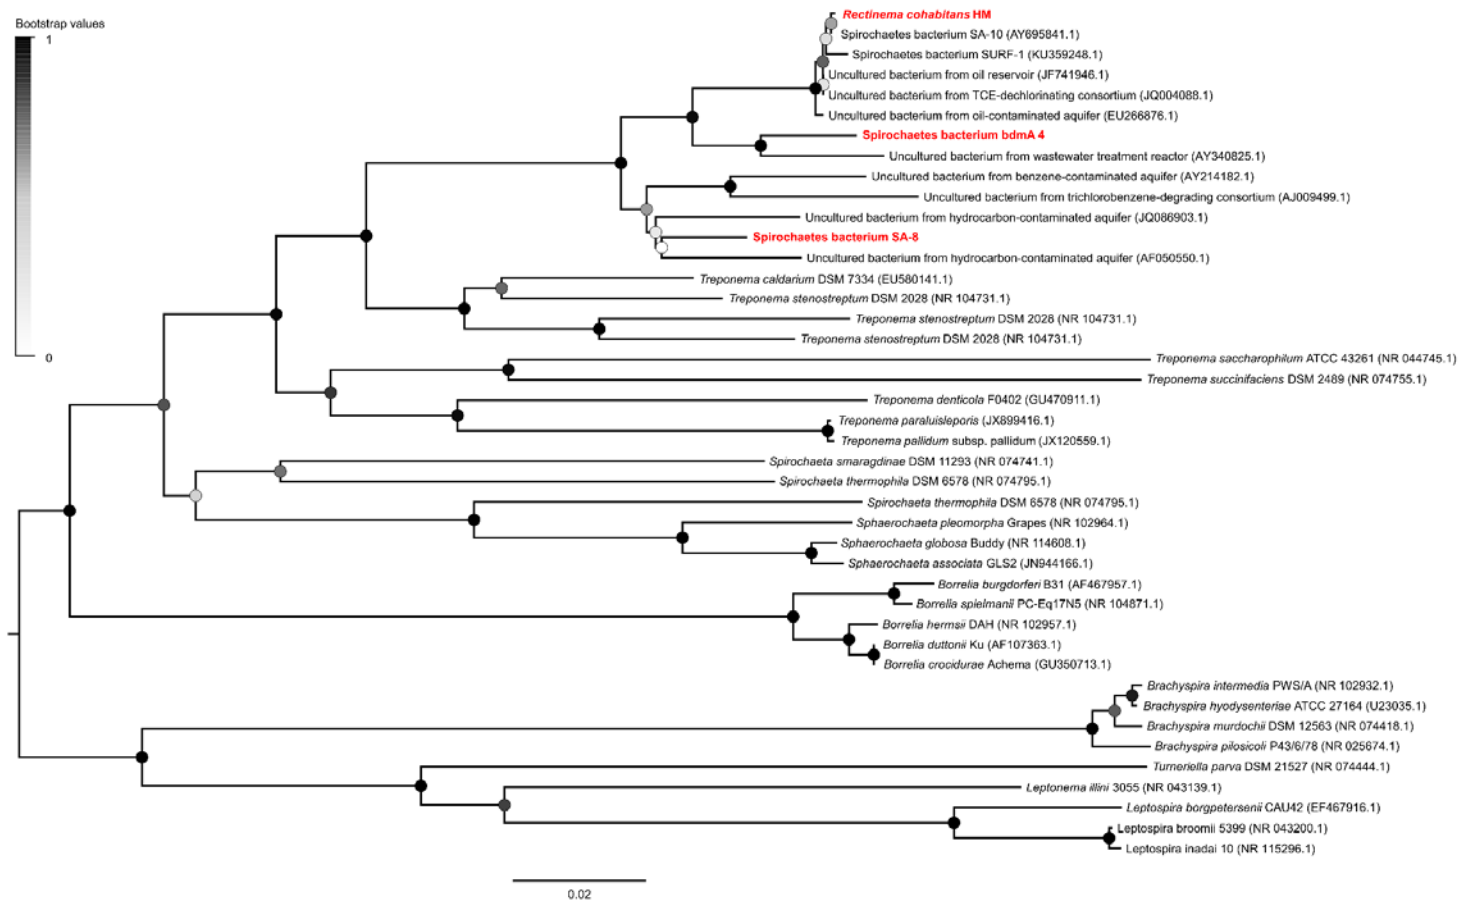 Bootstrap values
1
0
Rectinema cohabitans HM
Spirochaetes bacterium SA-10 (AY695841.1)
Spirochaetes bacterium SURF-1 (KU359248.1)
Uncultured bacterium from oil reservoir (JF741946.1)
Uncultured bacterium from TCE-dechlorinating consortium (JQ004088.1)
Uncultured bacterium from oil-contaminated aquifer (EU266876.1)
Spirochaetes bacterium bdmA 4
Uncultured bacterium from wastewater treatment reactor (AY340825.1)
Uncultured bacterium from benzene-contaminated aquifer (AY214182.1)
Uncultured bacterium from trichlorobenzene-degrading consortium (AJ009499.1)
Uncultured bacterium from hydrocarbon-contaminated aquifer (JQ086903.1)
Spirochaetes bacterium SA-8
Uncultured bacterium from hydrocarbon-contaminated aquifer (AF050550.1)
Treponema caldarium DSM 7334 (EU580141.1)
Treponema stenostreptum DSM 2028 (NR 104731.1)
Treponema stenostreptum DSM 2028 (NR 104731.1)
Treponema stenostreptum DSM 2028 (NR 104731.1)
Treponema saccharophilum ATCC 43261 (NR 044745.1)
Treponema succinifaciens DSM 2489 (NR 074755.1)
Treponema denticola F0402 (GU470911.1)
Treponema paraluisleporis (JX899416.1)
Treponema pallidum subsp. pallidum (JX120559.1)
Spirochaeta smaragdinae DSM 11293 (NR 074741.1)
Spirochaeta thermophila DSM 6578 (NR 074795.1)
Spirochaeta thermophila DSM 6578 (NR 074795.1)
Sphaerochaeta pleomorpha Grapes (NR 102964.1)
Sphaerochaeta globosa Buddy (NR 114608.1)
Sphaerochaeta associata GLS2 (JN944166.1)
Borrelia burgdorferi B31 (AF467957.1)
Borrelia spielmanii PC-Eq17N5 (NR 104871.1)
Borrelia hermsii DAH (NR 102957.1)
Borrelia duttonii Ku (AF107363.1)
Borrelia crocidurae Achema (GU350713.1)
Brachyspira intermedia PWS/A (NR 102932.1)
Brachyspira hyodysenteriae ATCC 27164 (U23035.1)
Brachyspira murdochii DSM 12563 (NR 074418.1)
Brachyspira pilosicoli P43/6/78 (NR 025674.1)
Turneriella parva DSM 21527 (NR 074444.1)
Leptonema illini 3055 (NR 043139.1)
Leptospira borgpetersenii CAU42 (EF467916.1)
Leptospira broomii 5399 (NR 043200.1)
Leptospira inadai 10 (NR 115296.1)
0.02